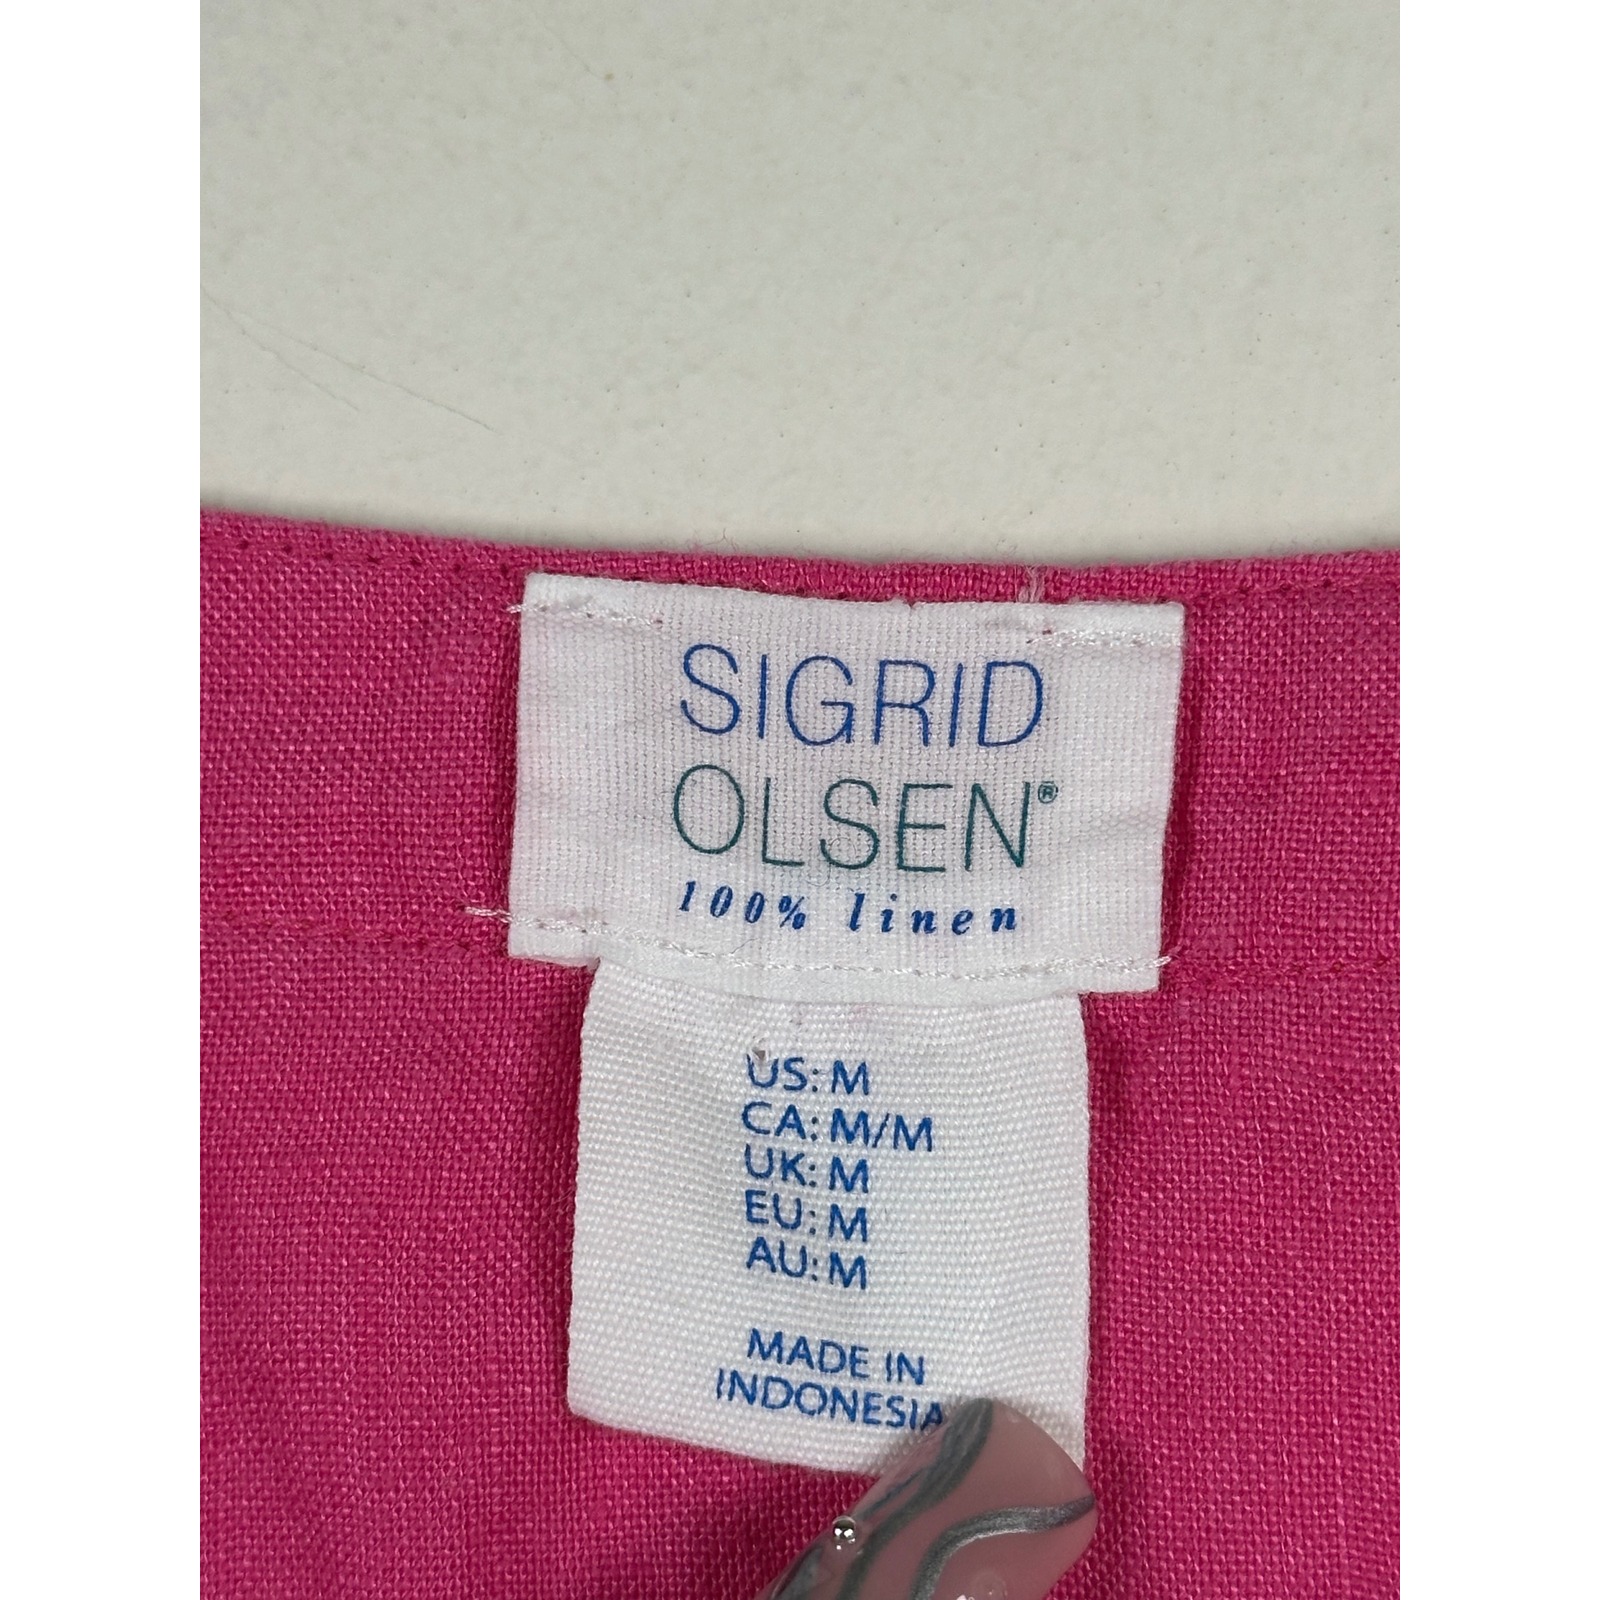 SIGRID
OLSEN®
100% linen
US: M
CA: M/M
UK: M
EU: M
AU: M
MADE IN
INDONESIA